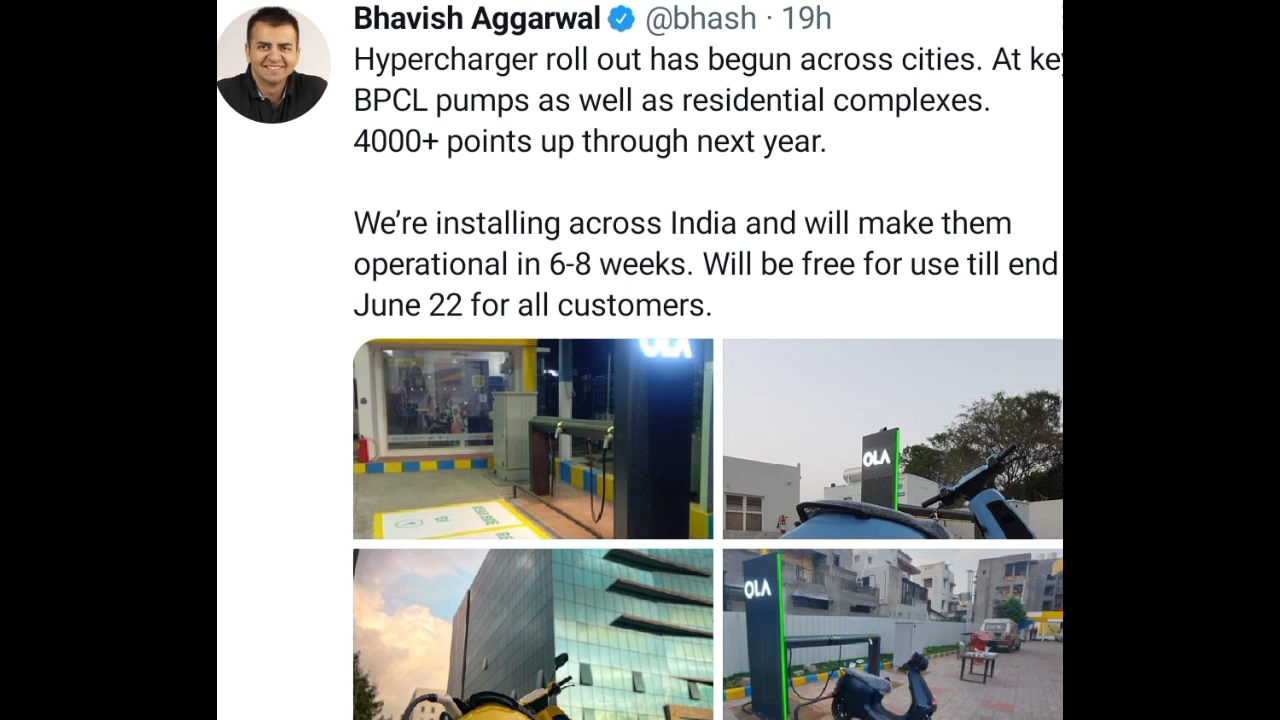 Bhavish Aggarwal @bhash · 19h
Hypercharger roll out has begun across cities. At key
BPCL pumps as well as residential complexes.
4000+ points up through next year.
We’re installing across India and will make them
operational in 6-8 weeks. Will be free for use till end
June 22 for all customers.
OLA
OLA
OLA